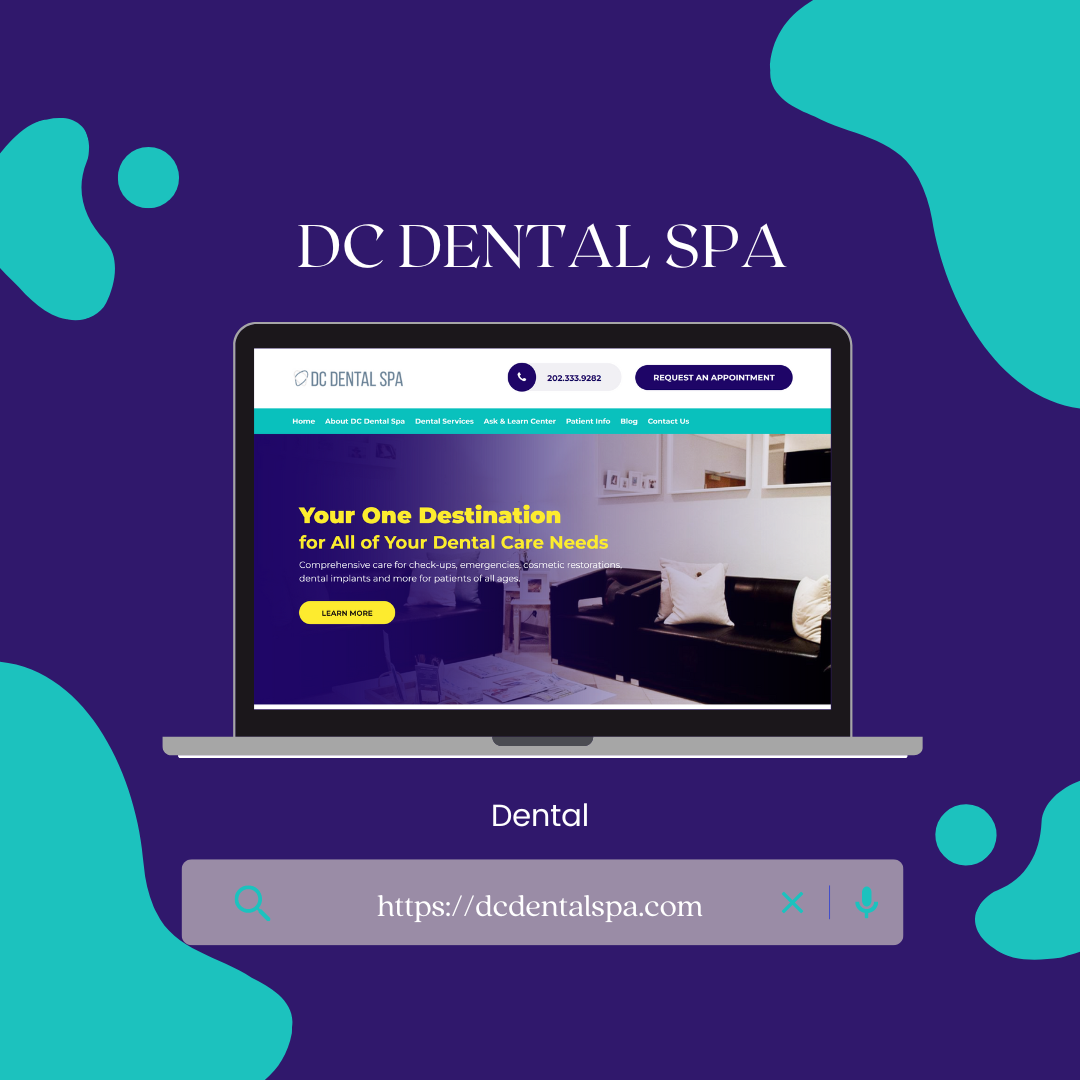 DC DENTAL SPA
DC DENTAL SPA
202.333.9282
REQUEST AN APPOINTMENT
Home About DC Dental Spa Dental Services Ask & Learn Center Patient Info Blog Contact Us
Your One Destination
for All of Your Dental Care Needs
Comprehensive care for check-ups, emergencies, cosmetic restorations,
dental implants and more for patients of all ages.
LEARN MORE
Dental
https://dcdentalspa.com